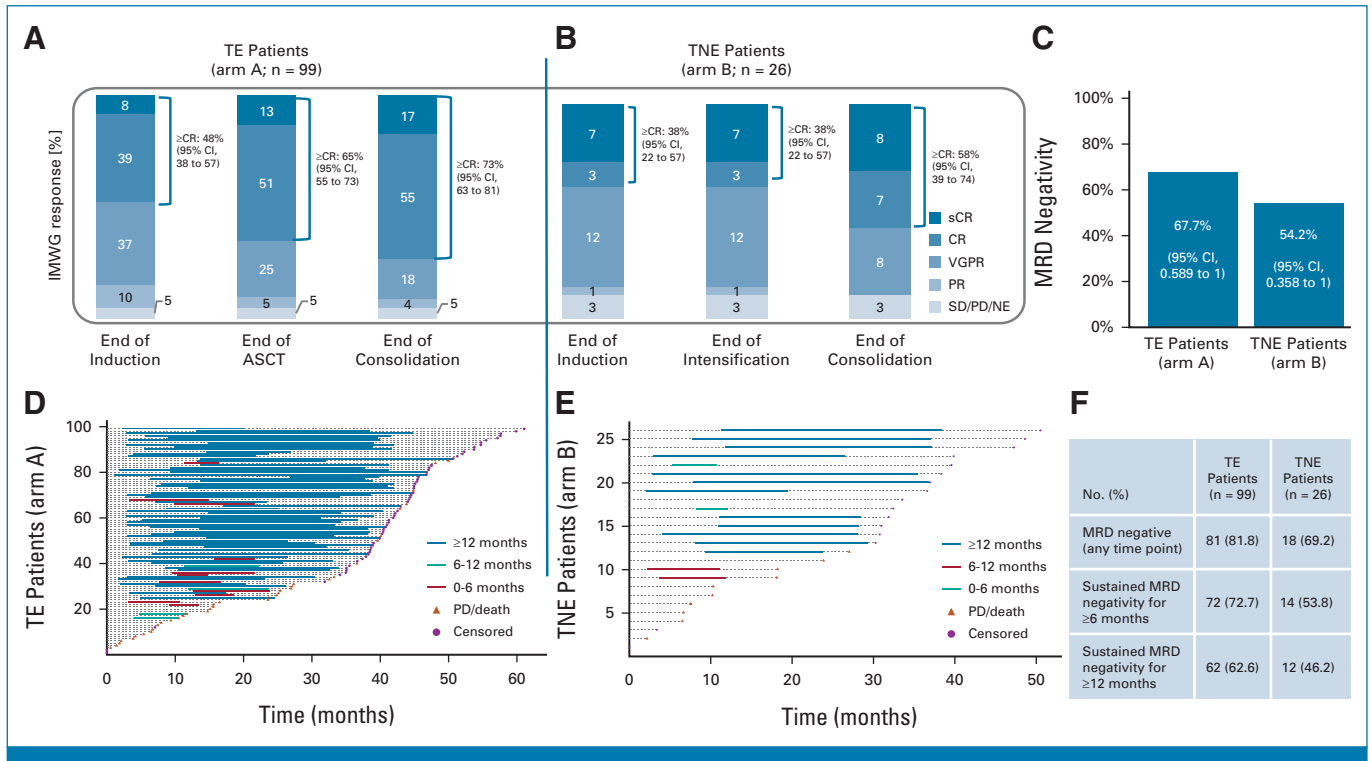 A
TE Patients
(arm A; n = 99)
IMWG response [%]
8
39
37
10
5
≥CR: 48%
(95% CI,
38 to 57)
End of
Induction
13
51
25
5
5
≥CR: 65%
(95% CI,
55 to 73)
End of
ASCT
17
55
18
4
5
≥CR: 73%
(95% CI,
63 to 81)
End of
Consolidation
B
TNE Patients
(arm B; n = 26)
7
3
12
1
3
≥CR: 38%
(95% CI,
22 to 57)
End of
Induction
7
3
12
1
3
≥CR: 38%
(95% CI,
22 to 57)
End of
Intensification
8
7
8
3
≥CR: 58%
(95% CI,
39 to 74)
End of
Consolidation
sCR
CR
VGPR
PR
SD/PD/NE
C
MRD Negativity
100%
80%
60%
40%
20%
0%
67.7%
(95% CI,
0.589 to 1)
54.2%
(95% CI,
0.358 to 1)
TE Patients
(arm A)
TNE Patients
(arm B)
D
TE Patients (arm A)
100
80
60
40
20
0
10
20
30
40
50
60
Time (months)
≥12 months
6-12 months
0-6 months
PD/death
Censored
E
TNE Patients (arm B)
25
20
15
10
5
0
10
20
30
40
50
Time (months)
≥12 months
6-12 months
0-6 months
PD/death
Censored
F
No. (%)
TE
Patients
(n = 99)
TNE
Patients
(n = 26)
MRD negative
(any time point)
81 (81.8)
18 (69.2)
Sustained MRD
negativity for
≥6 months
72 (72.7)
14 (53.8)
Sustained MRD
negativity for
≥12 months
62 (62.6)
12 (46.2)